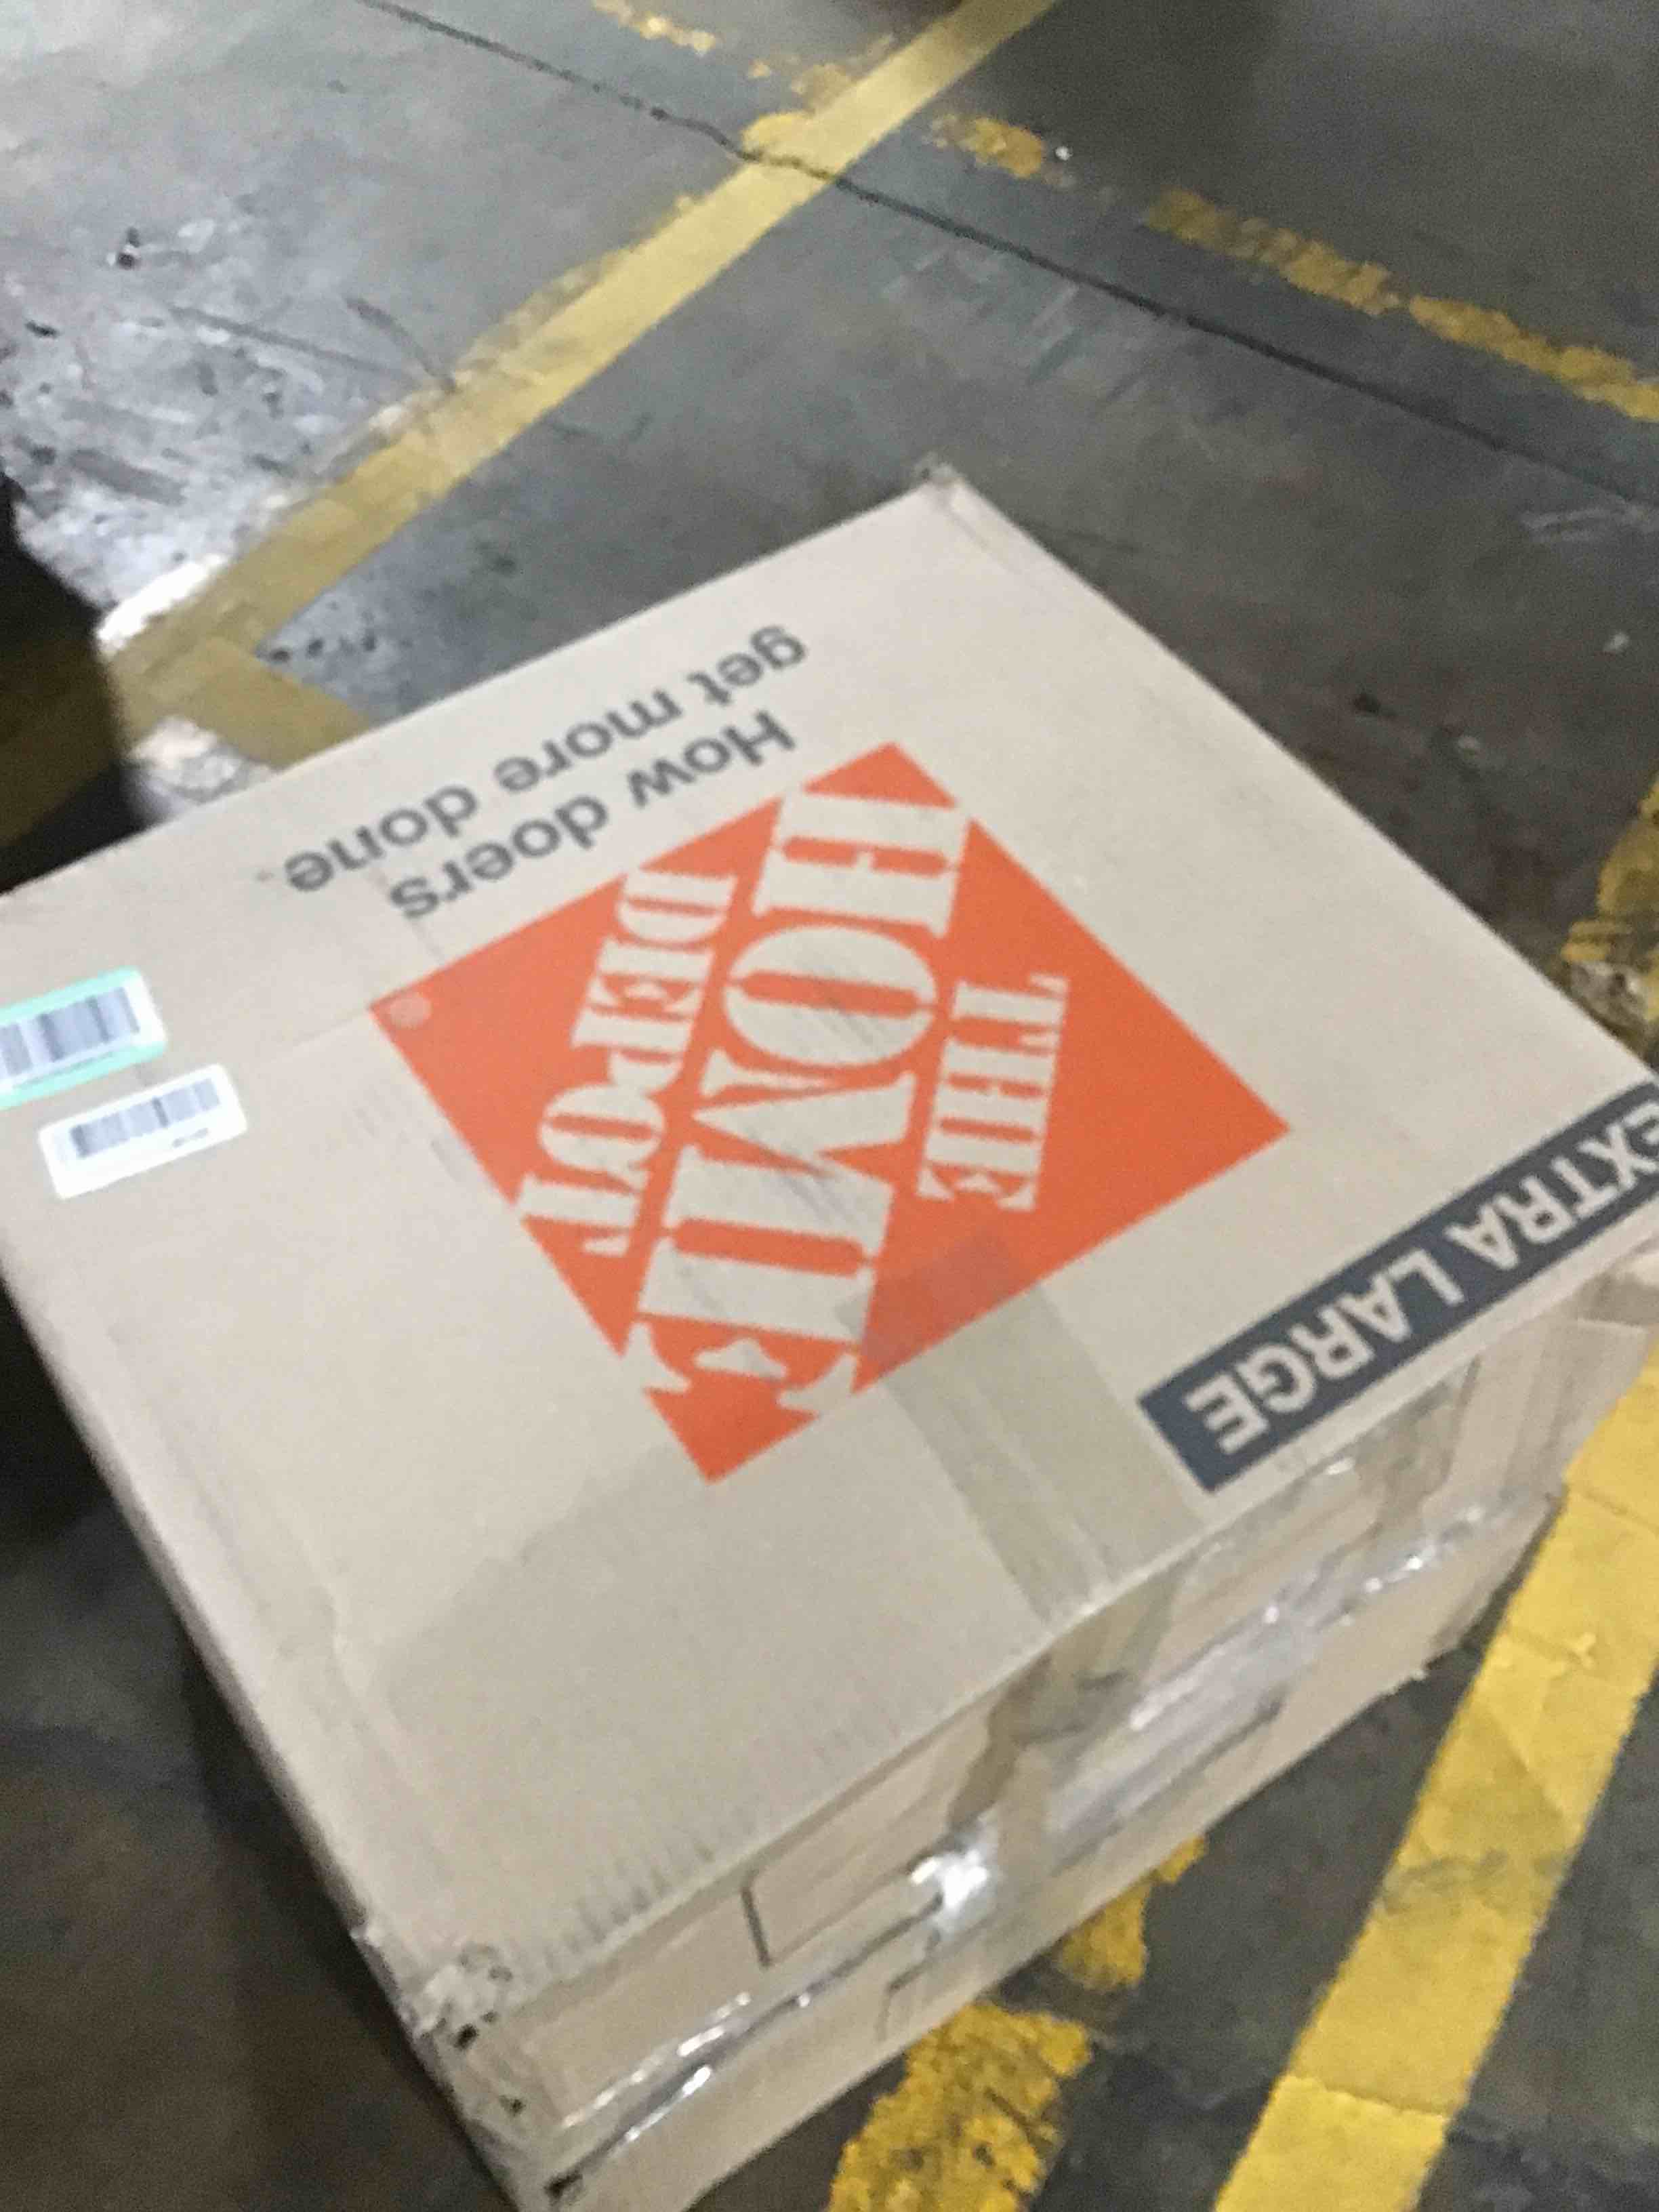 EXTRA LARGE
THE
HOME
DEPOT
How doers
get more done.